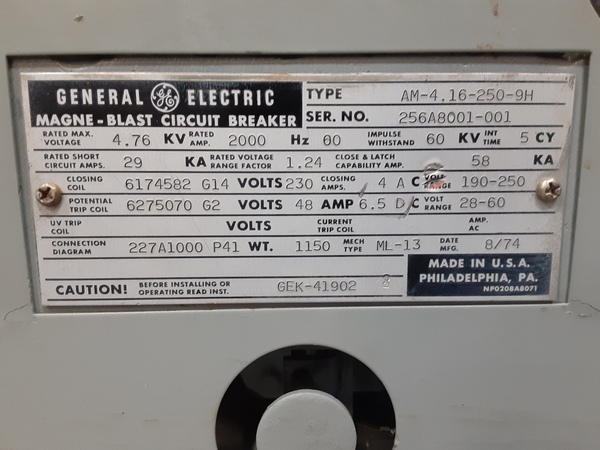 GENERAL GE ELECTRIC
MAGNE-BLAST CIRCUIT BREAKER
TYPE AM-4.16-250-9H
SER. NO. 256A8001-001
RATED MAX. VOLTAGE 4.76 KV RATED AMP. 2000 Hz 60 IMPULSE WITHSTAND 60 KV INT TIME 5 CY
RATED SHORT CIRCUIT AMPS. 29 KA RATED VOLTAGE RANGE FACTOR 1.24 CLOSE & LATCH CAPABILITY AMP. 58 KA
CLOSING COIL 6174582 G14 VOLTS 230 CLOSING AMPS. 4 A C VOLT RANGE 190-250
POTENTIAL TRIP COIL 6275070 G2 VOLTS 48 AMP 6.5 D C VOLT RANGE 28-60
UV TRIP COIL VOLTS CURRENT TRIP COIL AMP. AC
CONNECTION DIAGRAM 227A1000 P41 WT. 1150 MECH TYPE ML-13 DATE MFG. 8/74
CAUTION! BEFORE INSTALLING OR OPERATING READ INST. GEK-41902
MADE IN U.S.A.
PHILADELPHIA, PA.
NP0208A8071